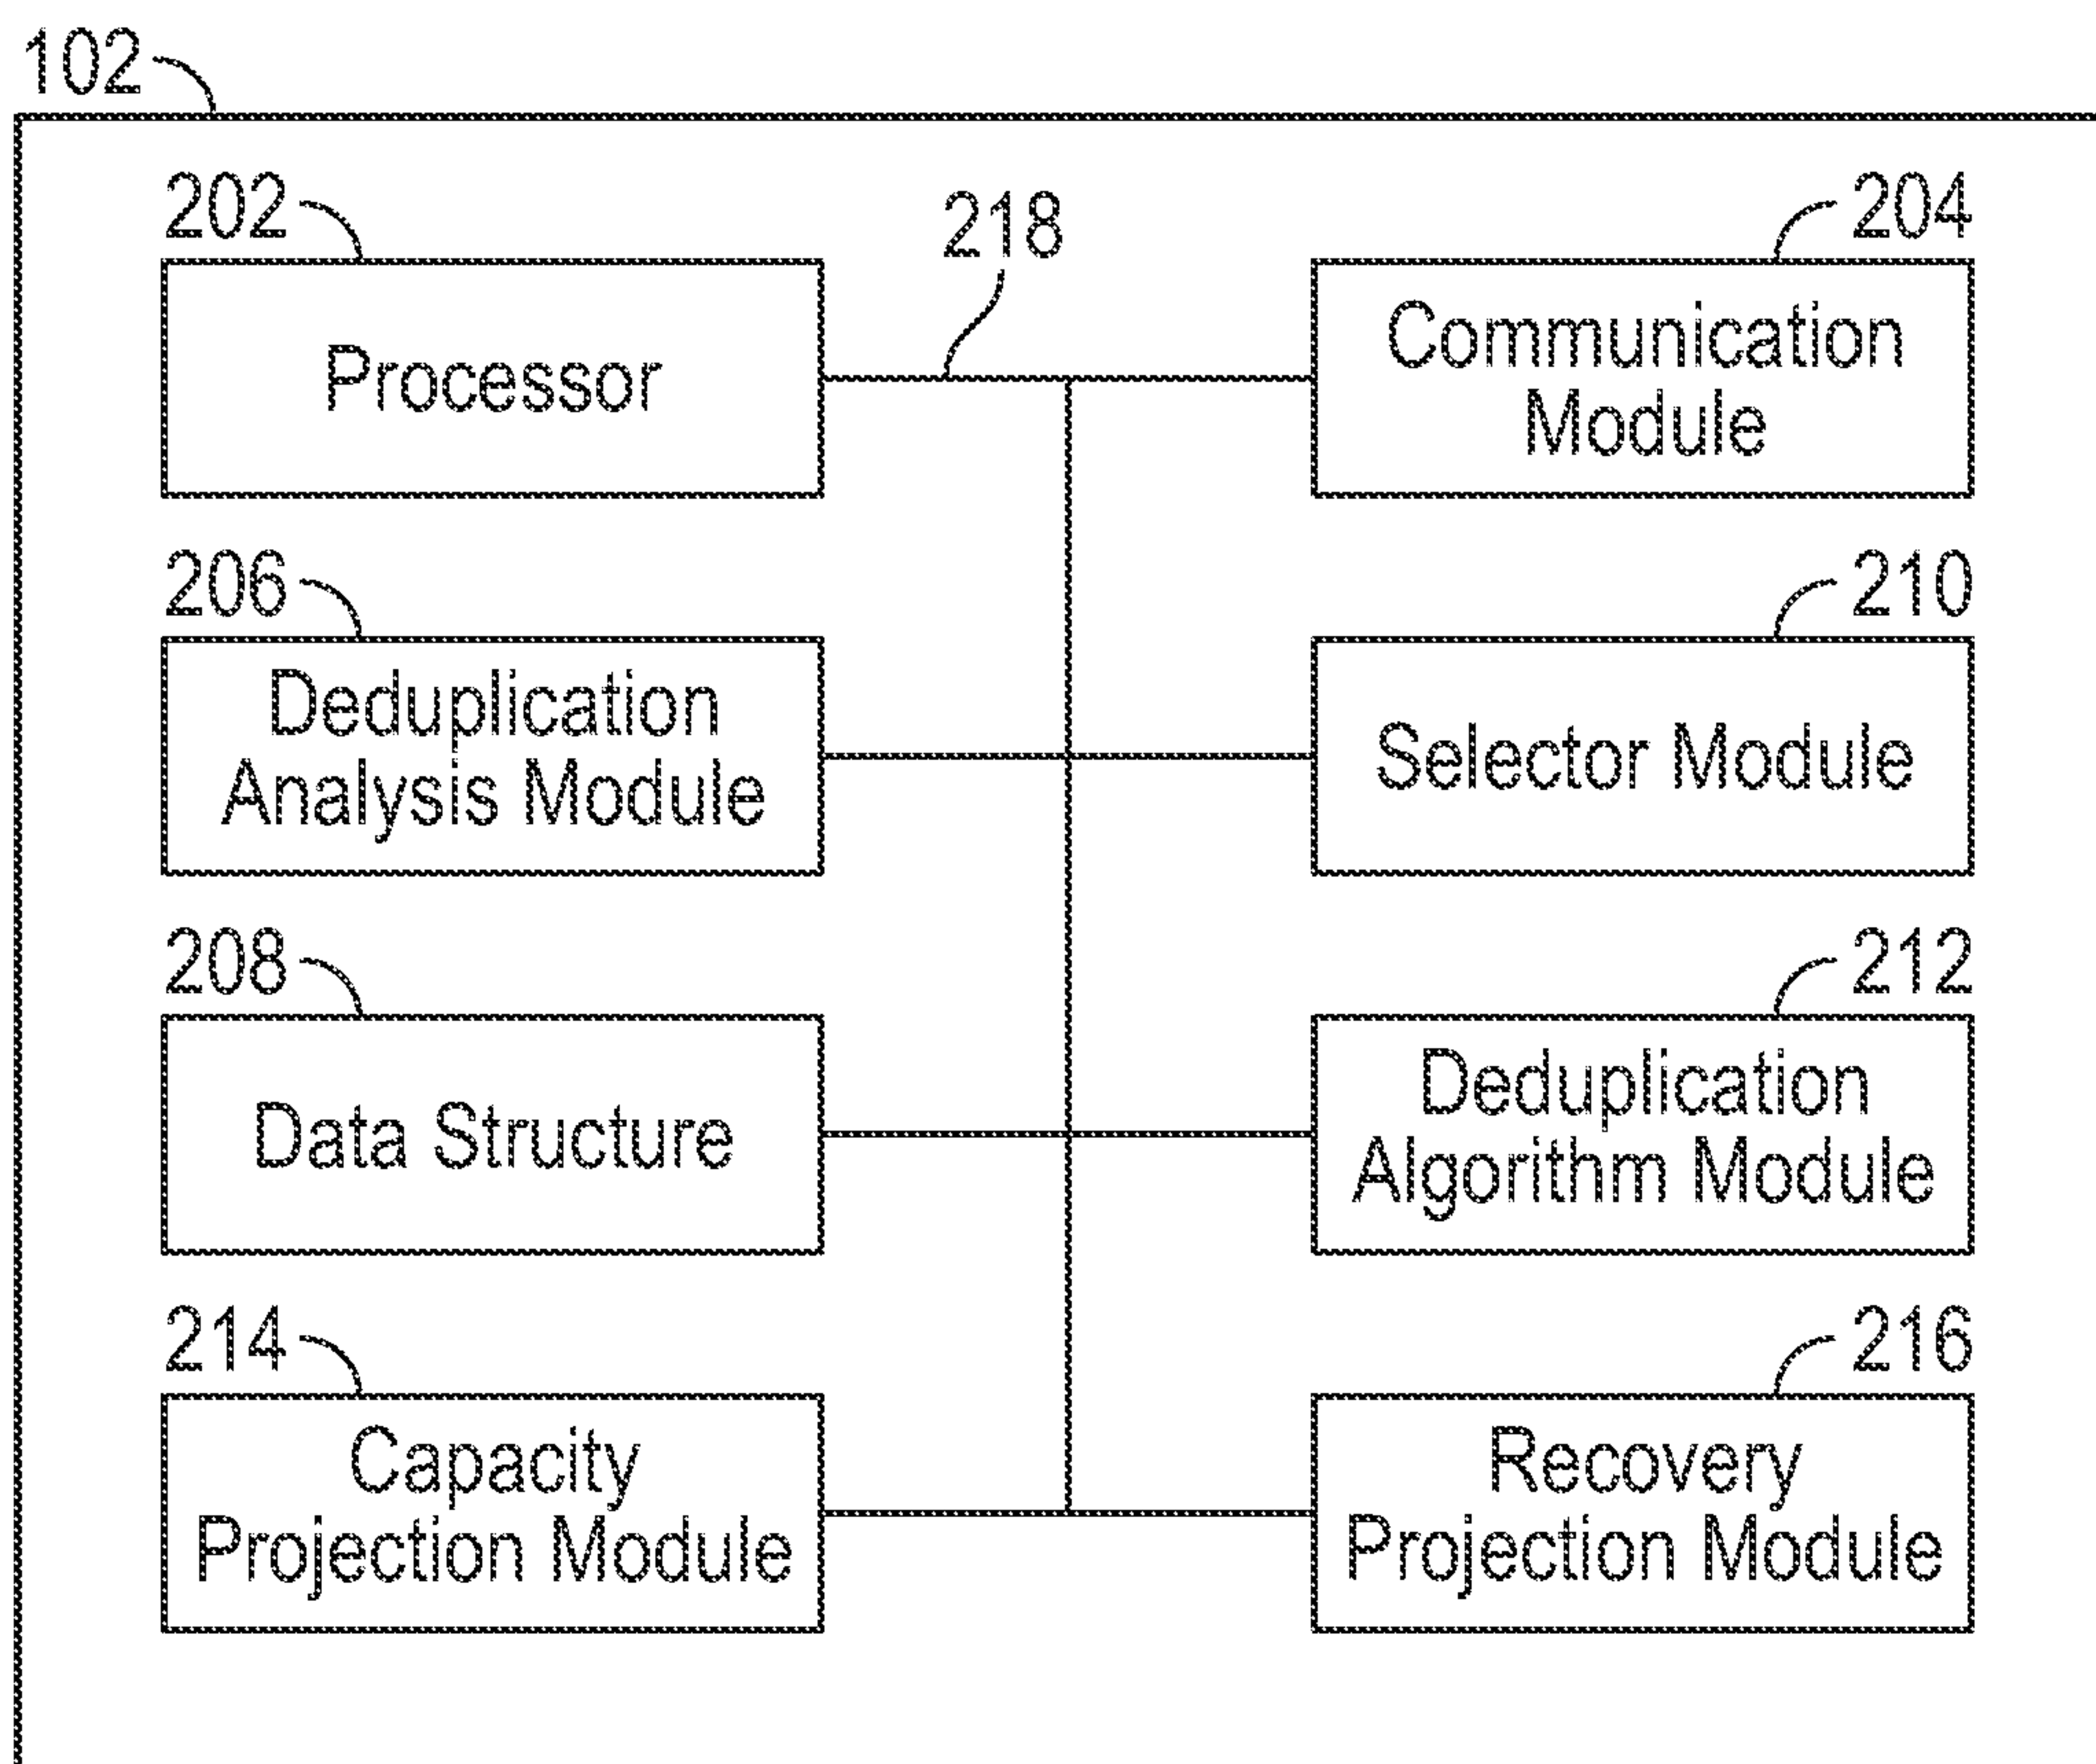 102
202
218
204
Processor
Communication
Module
206
210
Deduplication
Analysis Module
Selector Module
208
212
Data Structure
Deduplication
Algorithm Module
214
216
Capacity
Projection Module
Recovery
Projection Module